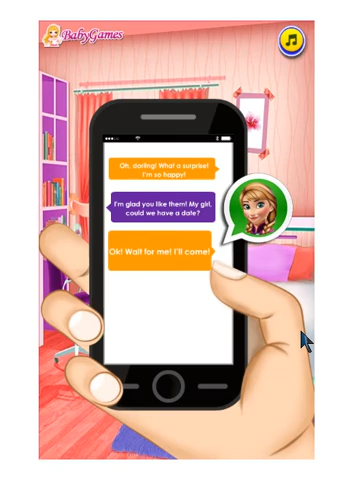 BabyGames
Oh, darling! What a surprise!
I'm so happy!
I'm glad you like them! My girl,
could we have a date?
Ok! Wait for me! I'll come!